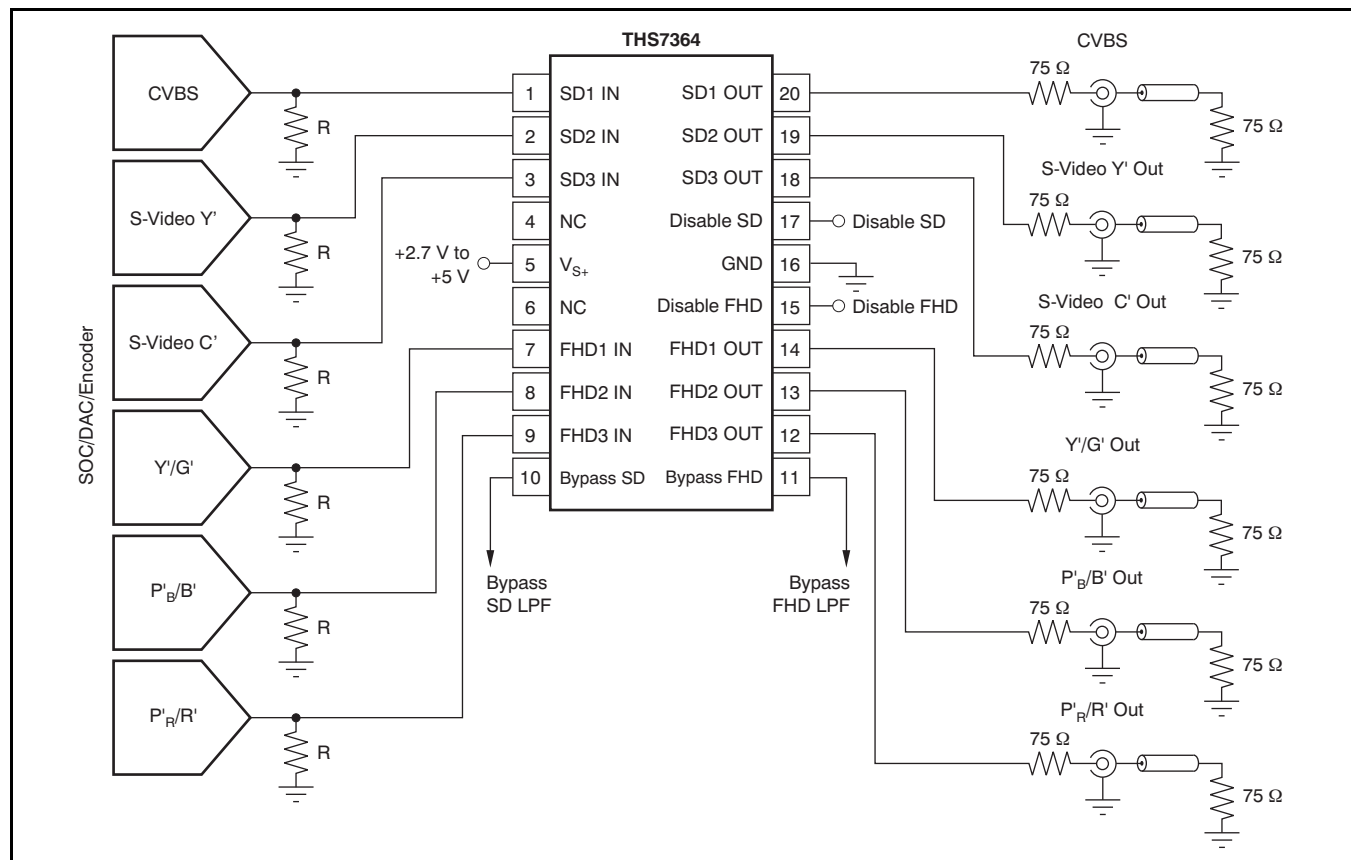 THS7364
CVBS
SOC/DAC/Encoder
CVBS
S-Video Y'
S-Video C'
Y'/G'
P'B/B'
P'R/R'
R
R
R
R
R
R
+2.7 V to
+5 V
1 SD1 IN
2 SD2 IN
3 SD3 IN
4 NC
5 VS+
6 NC
7 FHD1 IN
8 FHD2 IN
9 FHD3 IN
10 Bypass SD
SD1 OUT 20
SD2 OUT 19
SD3 OUT 18
Disable SD 17
GND 16
Disable FHD 15
FHD1 OUT 14
FHD2 OUT 13
FHD3 OUT 12
Bypass FHD 11
Disable SD
Disable FHD
Bypass
SD LPF
Bypass
FHD LPF
75 Ω
75 Ω
S-Video Y' Out
75 Ω
75 Ω
S-Video C' Out
75 Ω
75 Ω
Y'/G' Out
75 Ω
75 Ω
P'B/B' Out
75 Ω
75 Ω
P'R/R' Out
75 Ω
75 Ω